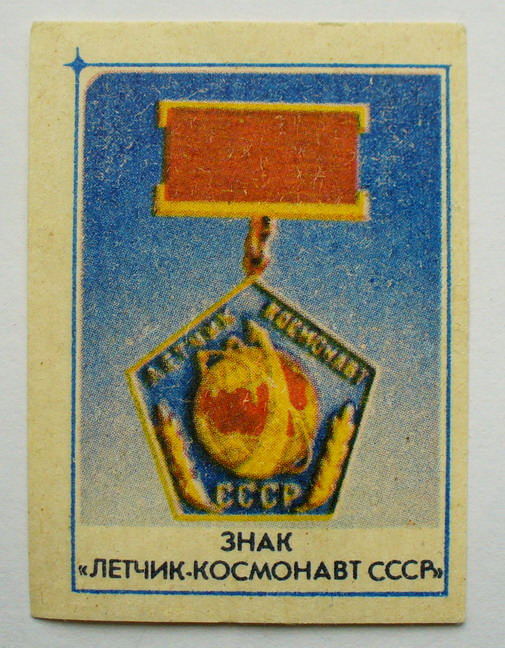 ЛЕТЧИК КОСМОНАВТ
СССР
ЗНАК
«ЛЕТЧИК-КОСМОНАВТ СССР»